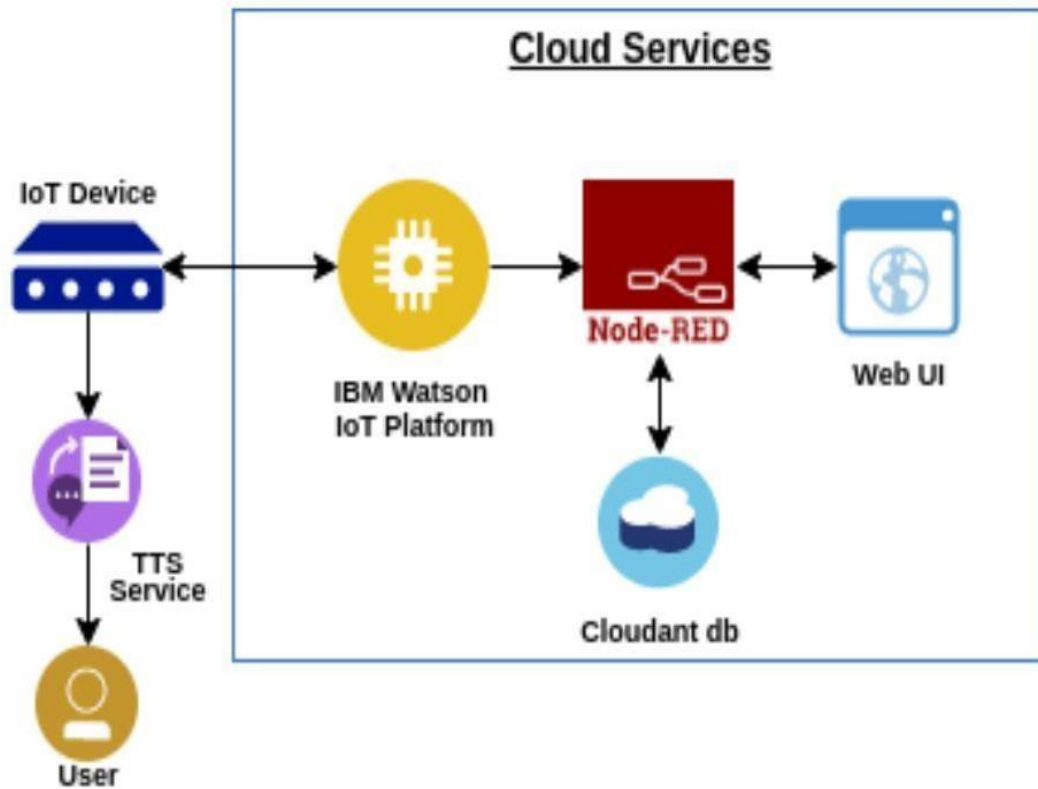 Cloud Services
IoT Device
Node-RED
IBM Watson
IoT Platform
Web UI
TTS
Service
Cloudant db
User